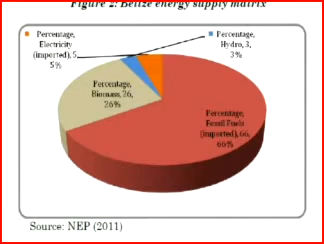 Figure 2: Belize energy supply matrix
Percentage,
Electricity
(imported), 5,
5%
Percentage,
Hydro, 3,
3%
Percentage,
Biomass, 26,
26%
Percentage,
Fossil Fuels
(imported), 66,
66%
Source: NEP (2011)